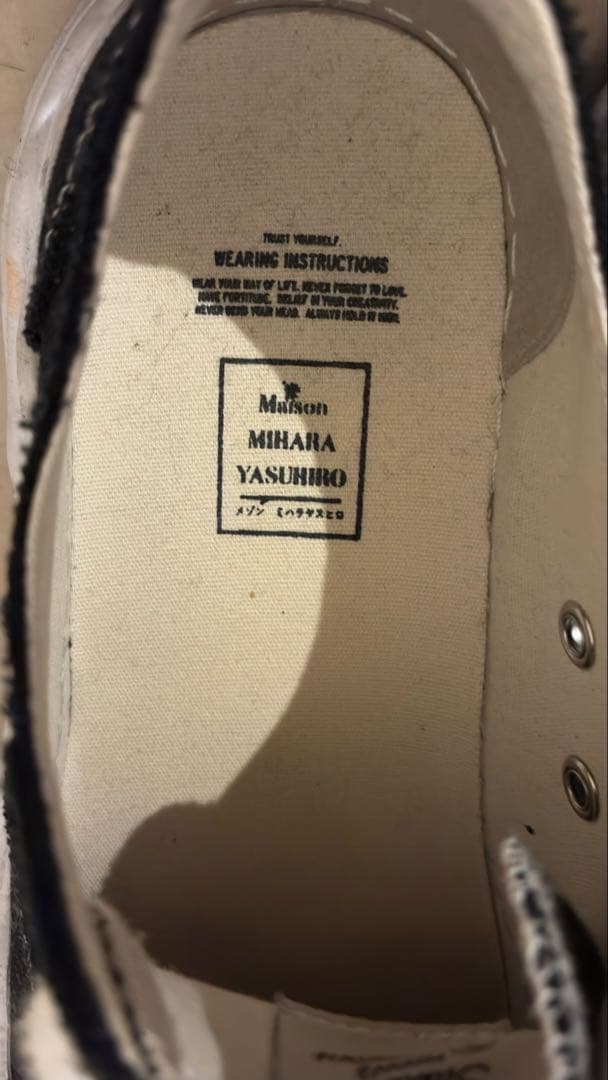 TRUST YOURSELF.
WEARING INSTRUCTIONS
WEAR YOUR WAY OF LIFE. NEVER FORGET TO LOVE.
HAVE FORTITUDE. BELIEF IN YOUR CREATIVITY.
NEVER BEND YOUR HEAD. ALWAYS HOLD IT HIGH.
Maison
MIHARA
YASUHIRO
メゾン ミハラヤスヒロ